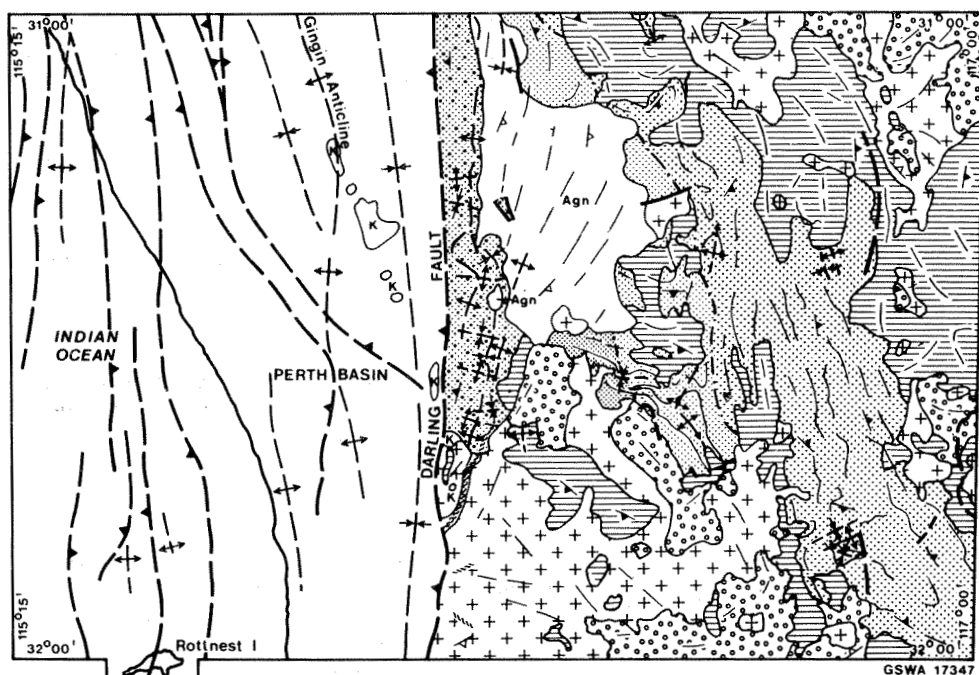 31°00'
31°00'
115°15'
117°00'
Gingin Anticline
K
K
K
Agn
FAULT
Agn
INDIAN
OCEAN
PERTH BASIN
K
DARLING
K
K
115°15'
117°00'
32°00'
Rottnest I
32°00'
GSWA 17347